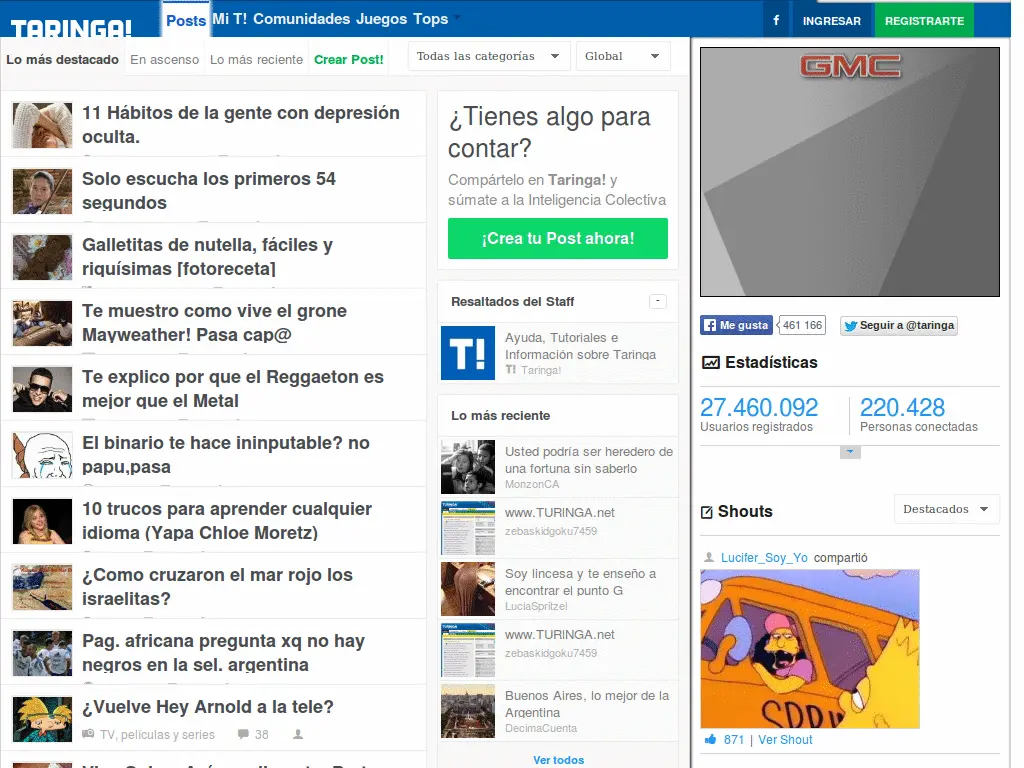 TARINGA!
Posts
Mi T! Comunidades Juegos Tops
f
INGRESAR
REGISTRARTE
Lo más destacado
En ascenso
Lo más reciente
Crear Post!
Todas las categorías
Global
11 Hábitos de la gente con depresión
oculta.
Solo escucha los primeros 54
segundos
Galletitas de nutella, fáciles y
riquísimas [fotoreceta]
Te muestro como vive el grone
Mayweather! Pasa cap@
Te explico por que el Reggaeton es
mejor que el Metal
El binario te hace ininputable? no
papu,pasa
10 trucos para aprender cualquier
idioma (Yapa Chloe Moretz)
¿Como cruzaron el mar rojo los
israelitas?
Pag. africana pregunta xq no hay
negros en la sel. argentina
¿Vuelve Hey Arnold a la tele?
TV, películas y series
38
¿Tienes algo para
contar?
Compártelo en Taringa! y
súmate a la Inteligencia Colectiva
¡Crea tu Post ahora!
Resaltados del Staff
-
T!
Ayuda, Tutoriales e
Información sobre Taringa
T! Taringa!
Lo más reciente
Usted podría ser heredero de
una fortuna sin saberlo
MonzonCA
www.TURINGA.net
zebaskidgoku7459
Soy lincesa y te enseño a
encontrar el punto G
LuciaSpritzel
www.TURINGA.net
zebaskidgoku7459
Buenos Aires, lo mejor de la
Argentina
DecimaCuenta
Ver todos
GMC
f Me gusta
461 166
Seguir a @taringa
Estadísticas
27.460.092
Usuarios registrados
220.428
Personas conectadas
Shouts
Destacados
Lucifer_Soy_Yo compartió
871 | Ver Shout